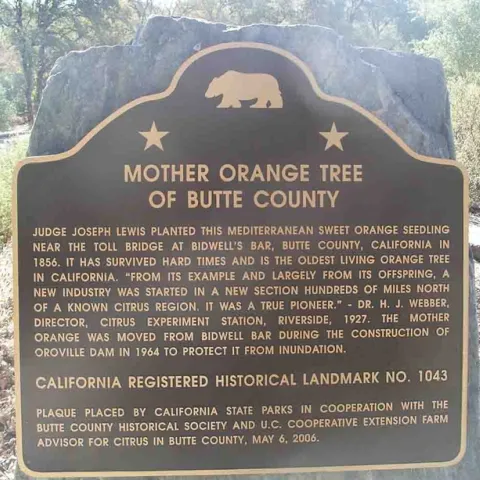 MOTHER ORANGE TREE
OF BUTTE COUNTY
JUDGE JOSEPH LEWIS PLANTED THIS MEDITERRANEAN SWEET ORANGE SEEDLING
NEAR THE TOLL BRIDGE AT BIDWELL'S BAR, BUTTE COUNTY, CALIFORNIA IN
1856. IT HAS SURVIVED HARD TIMES AND IS THE OLDEST LIVING ORANGE TREE
IN CALIFORNIA. "FROM ITS EXAMPLE AND LARGELY FROM ITS OFFSPRING, A
NEW INDUSTRY WAS STARTED IN A NEW SECTION HUNDREDS OF MILES NORTH
OF A KNOWN CITRUS REGION. IT WAS A TRUE PIONEER." - DR. H. J. WEBBER,
DIRECTOR, CITRUS EXPERIMENT STATION, RIVERSIDE, 1927. THE MOTHER
ORANGE WAS MOVED FROM BIDWELL BAR DURING THE CONSTRUCTION OF
OROVILLE DAM IN 1964 TO PROTECT IT FROM INUNDATION.
CALIFORNIA REGISTERED HISTORICAL LANDMARK NO. 1043
PLAQUE PLACED BY CALIFORNIA STATE PARKS IN COOPERATION WITH THE
BUTTE COUNTY HISTORICAL SOCIETY AND U.C. COOPERATIVE EXTENSION FARM
ADVISOR FOR CITRUS IN BUTTE COUNTY, MAY 6, 2006.